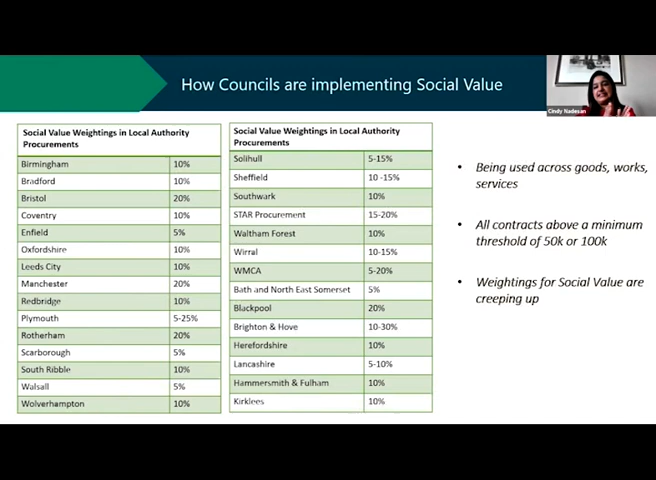 How Councils are implementing Social Value
Cindy Nadesan
Social Value Weightings in Local Authority
Procurements
Birmingham 10%
Bradford 10%
Bristol 20%
Coventry 10%
Enfield 5%
Oxfordshire 10%
Leeds City 10%
Manchester 20%
Redbridge 10%
Plymouth 5-25%
Rotherham 20%
Scarborough 5%
South Ribble 10%
Walsall 5%
Wolverhampton 10%
Social Value Weightings in Local Authority
Procurements
Solihull 5-15%
Sheffield 10 -15%
Southwark 10%
STAR Procurement 15-20%
Waltham Forest 10%
Wirral 10-15%
WMCA 5-20%
Bath and North East Somerset 5%
Blackpool 20%
Brighton & Hove 10-30%
Herefordshire 10%
Lancashire 5-10%
Hammersmith & Fulham 10%
Kirklees 10%
• Being used across goods, works,
services
• All contracts above a minimum
threshold of 50k or 100k
• Weightings for Social Value are
creeping up